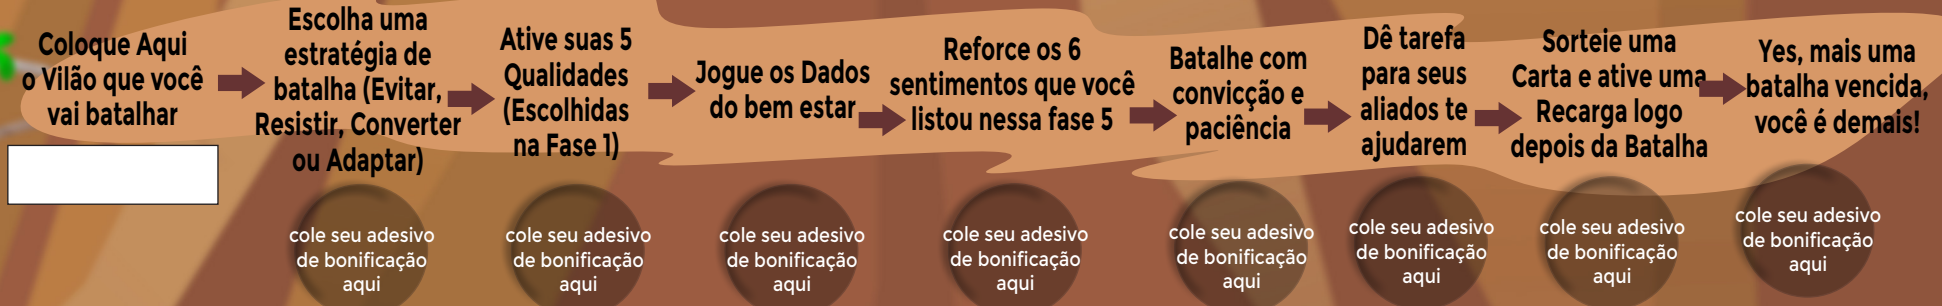 Coloque Aqui
o Vilão que você
vai batalhar
Escolha uma
estratégia de
batalha (Evitar,
Resistir, Converter
ou Adaptar)
Ative suas 5
Qualidades
(Escolhidas
na Fase 1)
Jogue os Dados
do bem estar
Reforce os 6
sentimentos que você
listou nessa fase 5
Batalhe com
convicção e
paciência
Dê tarefa
para seus
aliados te
ajudarem
Sorteie uma
Carta e ative uma
Recarga logo
depois da Batalha
Yes, mais uma
batalha vencida,
você é demais!
cole seu adesivo
de bonificação
aqui
cole seu adesivo
de bonificação
aqui
cole seu adesivo
de bonificação
aqui
cole seu adesivo
de bonificação
aqui
cole seu adesivo
de bonificação
aqui
cole seu adesivo
de bonificação
aqui
cole seu adesivo
de bonificação
aqui
cole seu adesivo
de bonificação
aqui